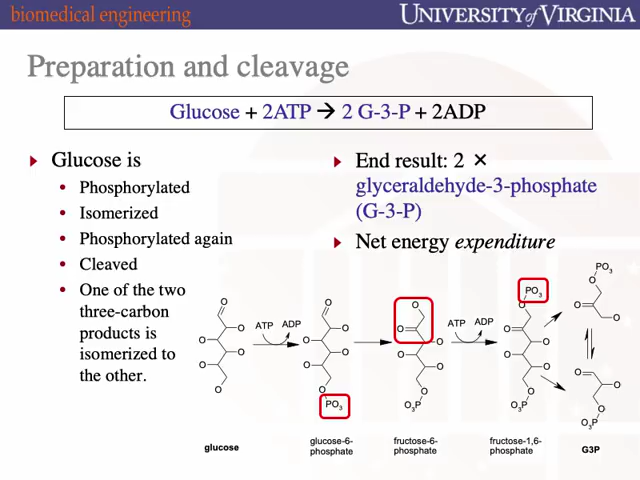 biomedical engineering
UNIVERSITY of VIRGINIA
Preparation and cleavage
Glucose + 2ATP → 2 G-3-P + 2ADP
Glucose is
• Phosphorylated
• Isomerized
• Phosphorylated again
• Cleaved
• One of the two
three-carbon
products is
isomerized to
the other.
End result: 2 ×
glyceraldehyde-3-phosphate
(G-3-P)
Net energy expenditure
O
O
O
O
O
O
glucose
ATP ADP
O
O
O
O
O
O
PO3
glucose-6-
phosphate
O
O
O
O
O
O
O3P
fructose-6-
phosphate
ATP ADP
PO3
O
O
O
O
O
O
O3P
fructose-1,6-
phosphate
PO3
O
O
O
O
O
O
O3P
G3P